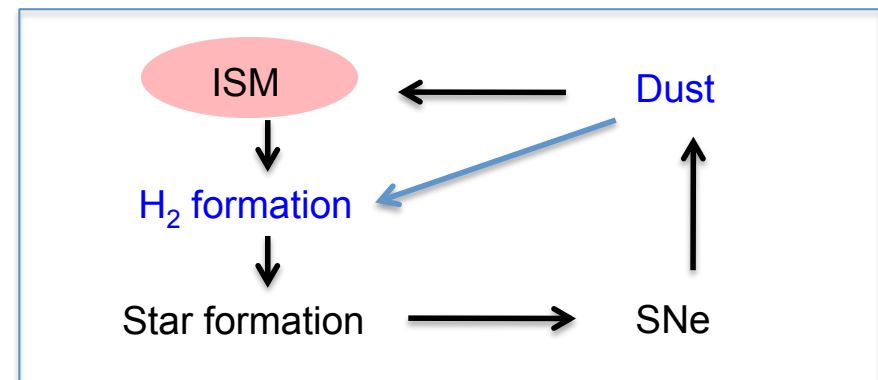 ISM
Dust
H₂ formation
Star formation
SNe